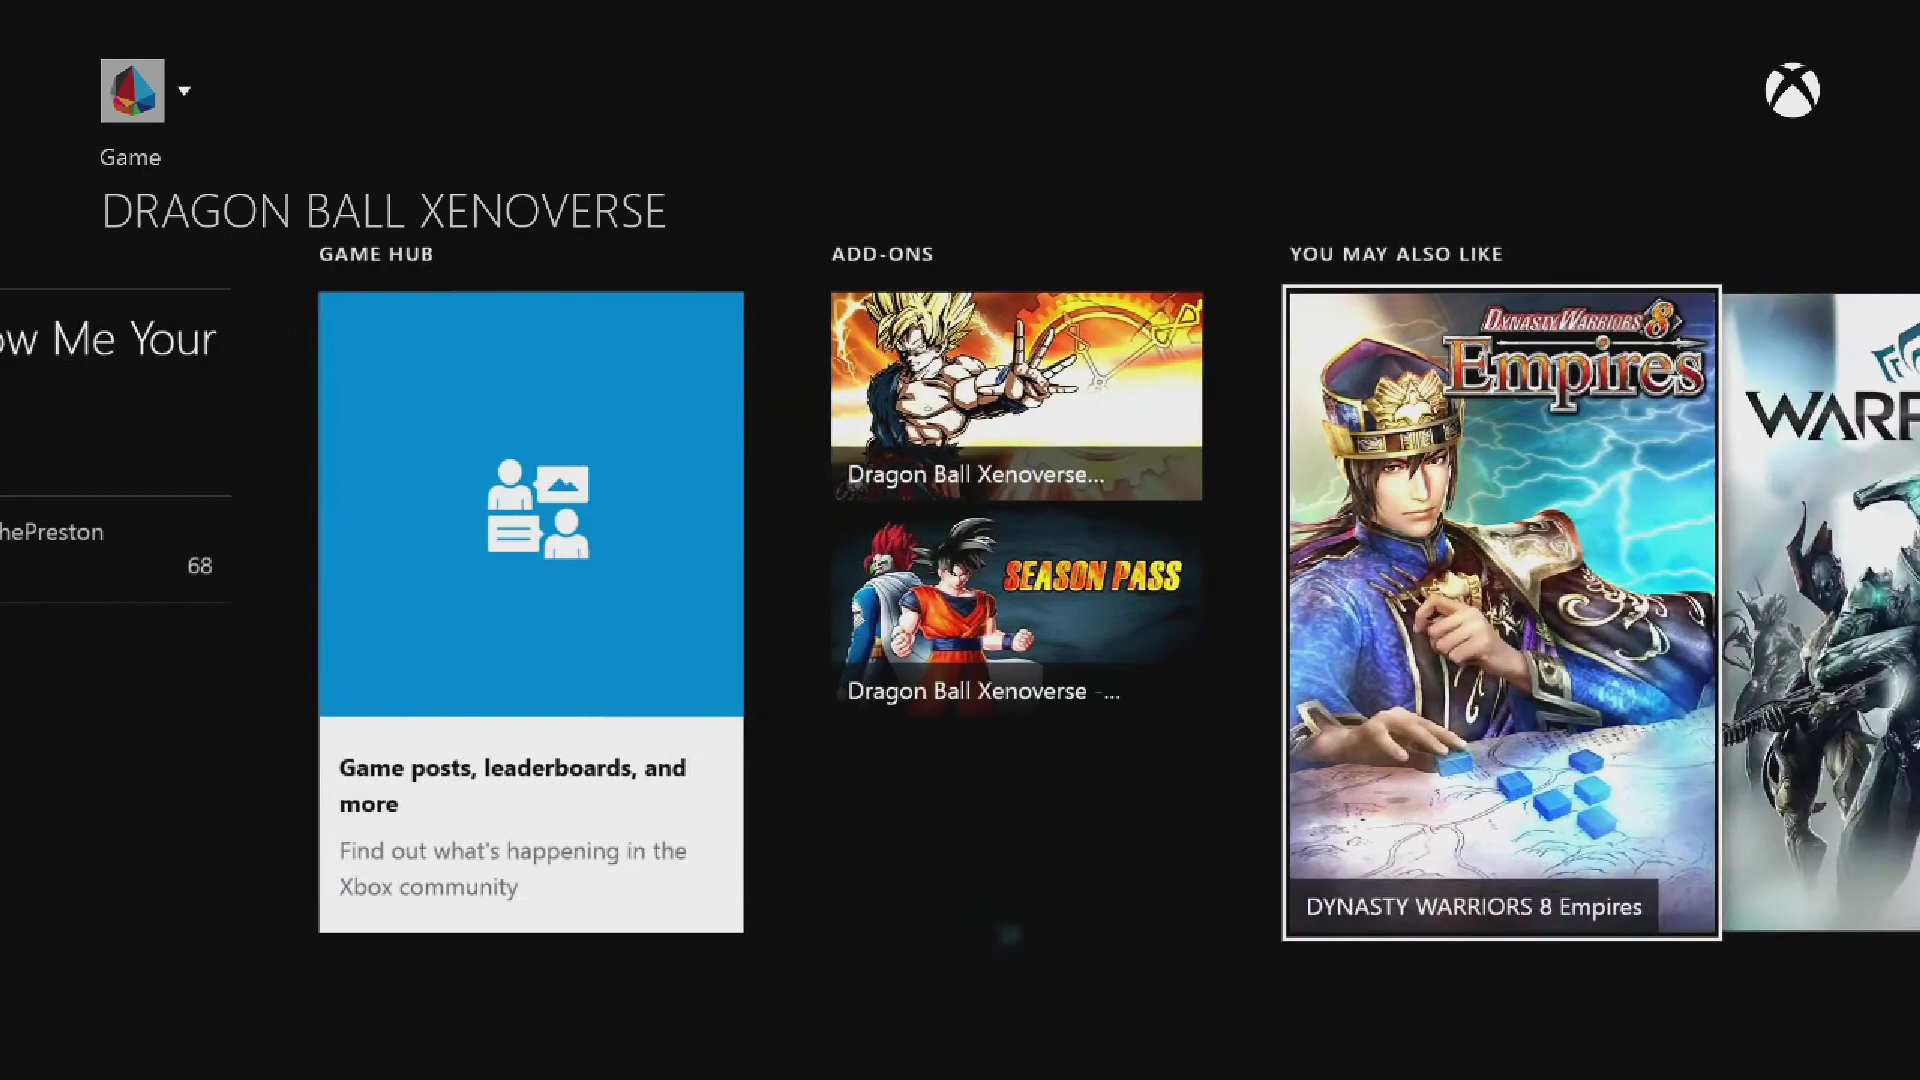 Game
DRAGON BALL XENOVERSE
ow Me Your
hePreston
68
GAME HUB
Game posts, leaderboards, and
more
Find out what's happening in the
Xbox community
ADD-ONS
Dragon Ball Xenoverse...
SEASON PASS
Dragon Ball Xenoverse -...
YOU MAY ALSO LIKE
DYNASTY WARRIORS 8
Empires
DYNASTY WARRIORS 8 Empires
WARF